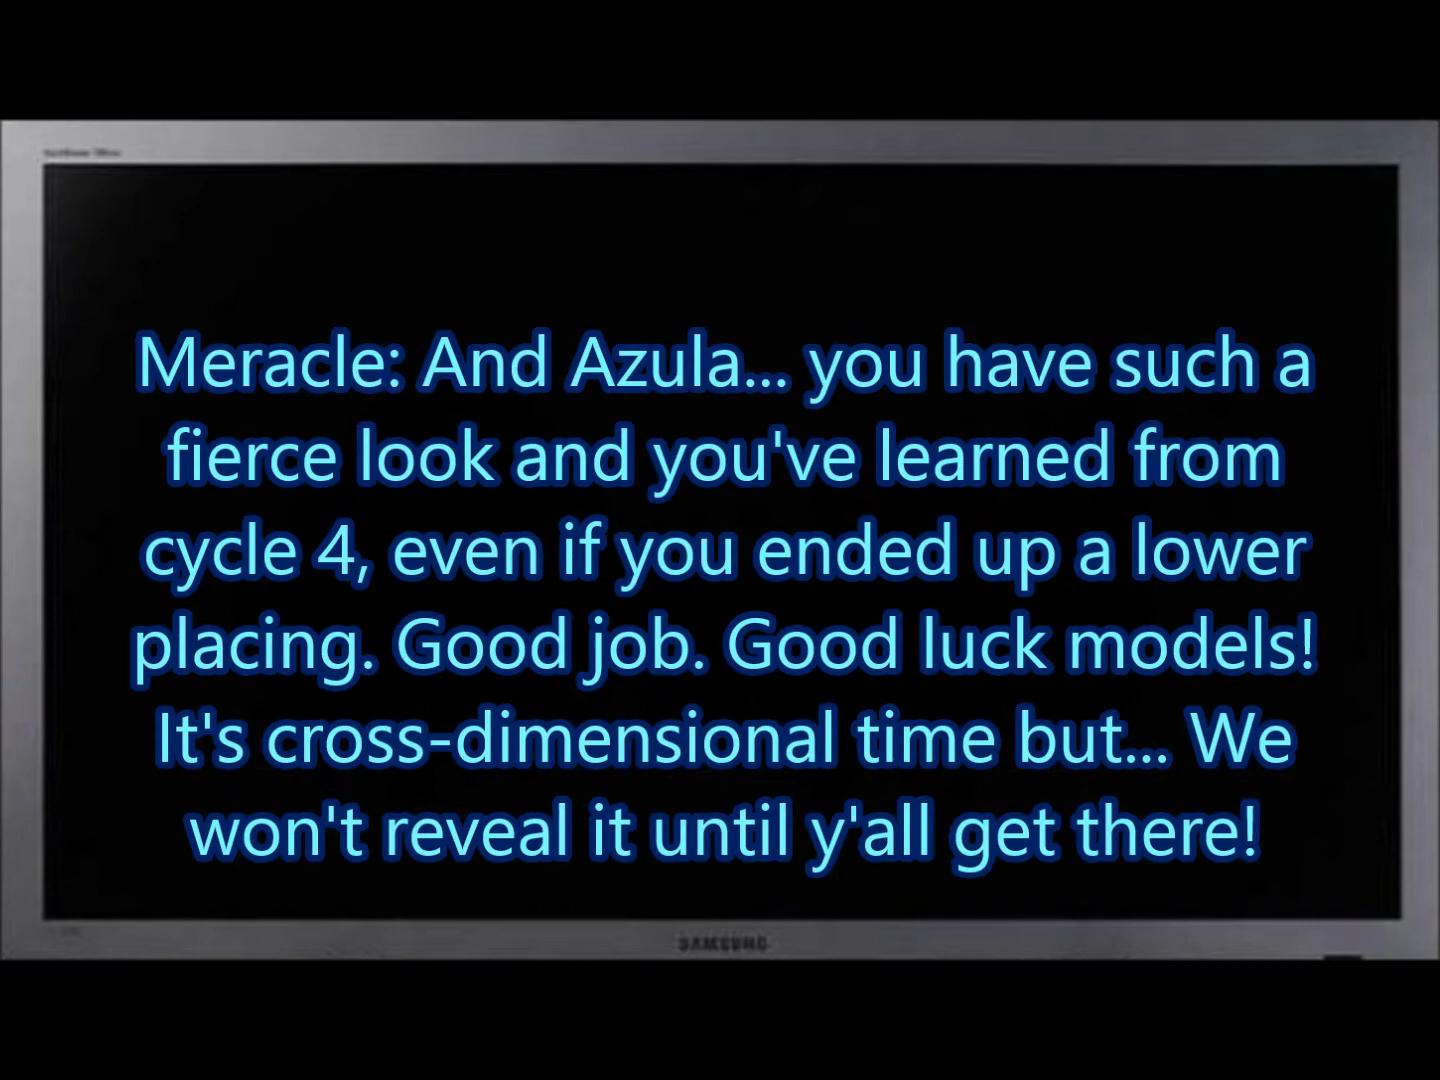 Meracle: And Azula... you have such a
fierce look and you've learned from
cycle 4, even if you ended up a lower
placing. Good job. Good luck models!
It's cross-dimensional time but... We
won't reveal it until y'all get there!
SAMSUNG